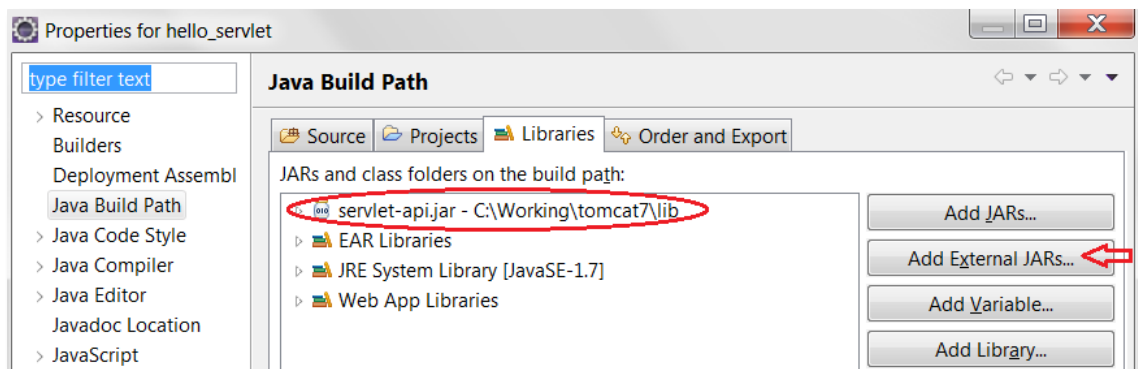 Properties for hello_servlet
type filter text
Resource
Builders
Deployment Assembl
Java Build Path
Java Code Style
Java Compiler
Java Editor
Javadoc Location
JavaScript
Java Build Path
Source Projects Libraries Order and Export
JARs and class folders on the build path:
servlet-api.jar - C:\Working\tomcat7\lib
EAR Libraries
JRE System Library [JavaSE-1.7]
Web App Libraries
Add JARs...
Add External JARs...
Add Variable...
Add Library...